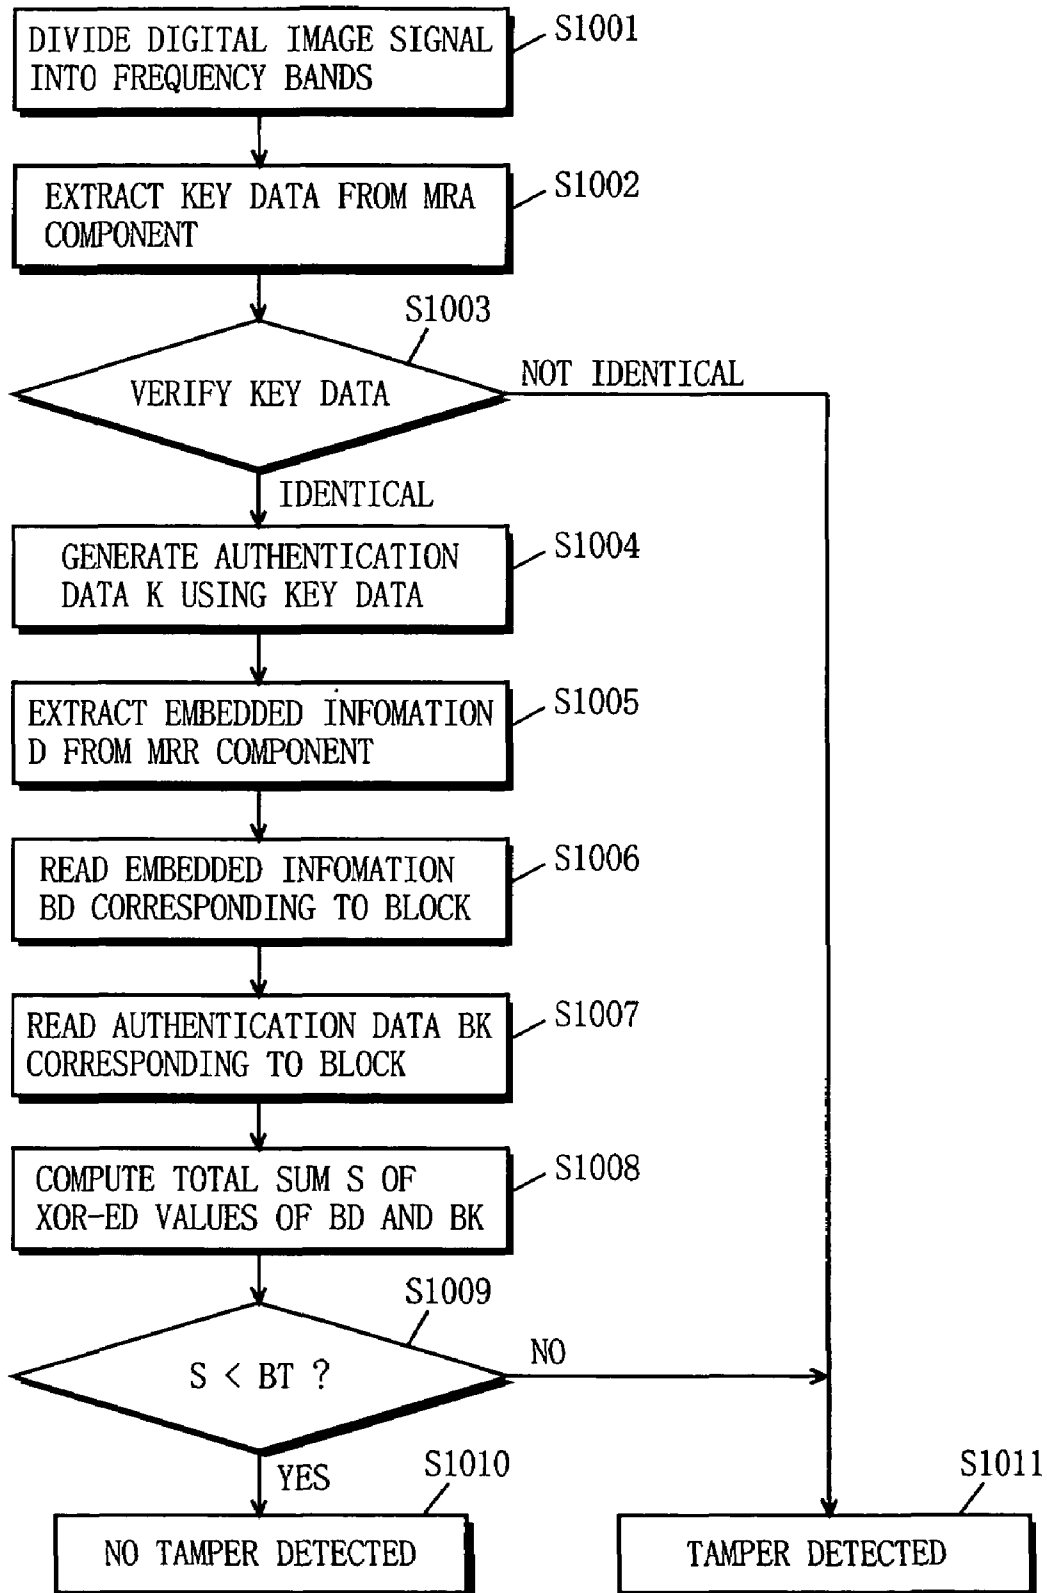 DIVIDE DIGITAL IMAGE SIGNAL
INTO FREQUENCY BANDS
S1001
EXTRACT KEY DATA FROM MRA
COMPONENT
S1002
S1003
VERIFY KEY DATA
NOT IDENTICAL
IDENTICAL
GENERATE AUTHENTICATION
DATA K USING KEY DATA
S1004
EXTRACT EMBEDDED INFOMATION
D FROM MRR COMPONENT
S1005
READ EMBEDDED INFOMATION
BD CORRESPONDING TO BLOCK
S1006
READ AUTHENTICATION DATA BK
CORRESPONDING TO BLOCK
S1007
COMPUTE TOTAL SUM S OF
XOR-ED VALUES OF BD AND BK
S1008
S1009
S < BT ?
NO
YES
S1010
NO TAMPER DETECTED
S1011
TAMPER DETECTED